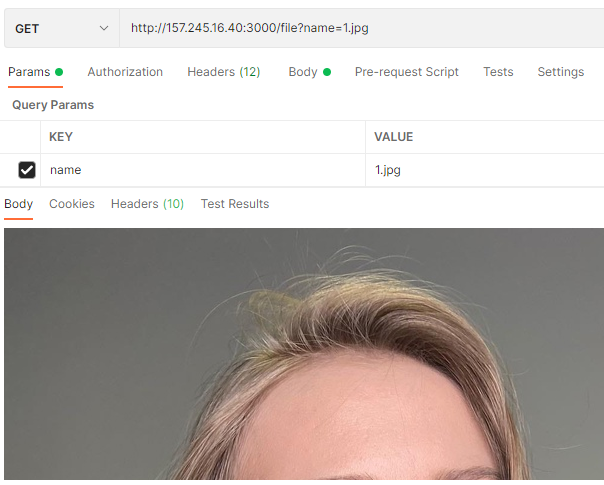 GET http://157.245.16.40:3000/file?name=1.jpg
Params Authorization Headers (12) Body Pre-request Script Tests Settings
Query Params
KEY VALUE
name 1.jpg
Body Cookies Headers (10) Test Results